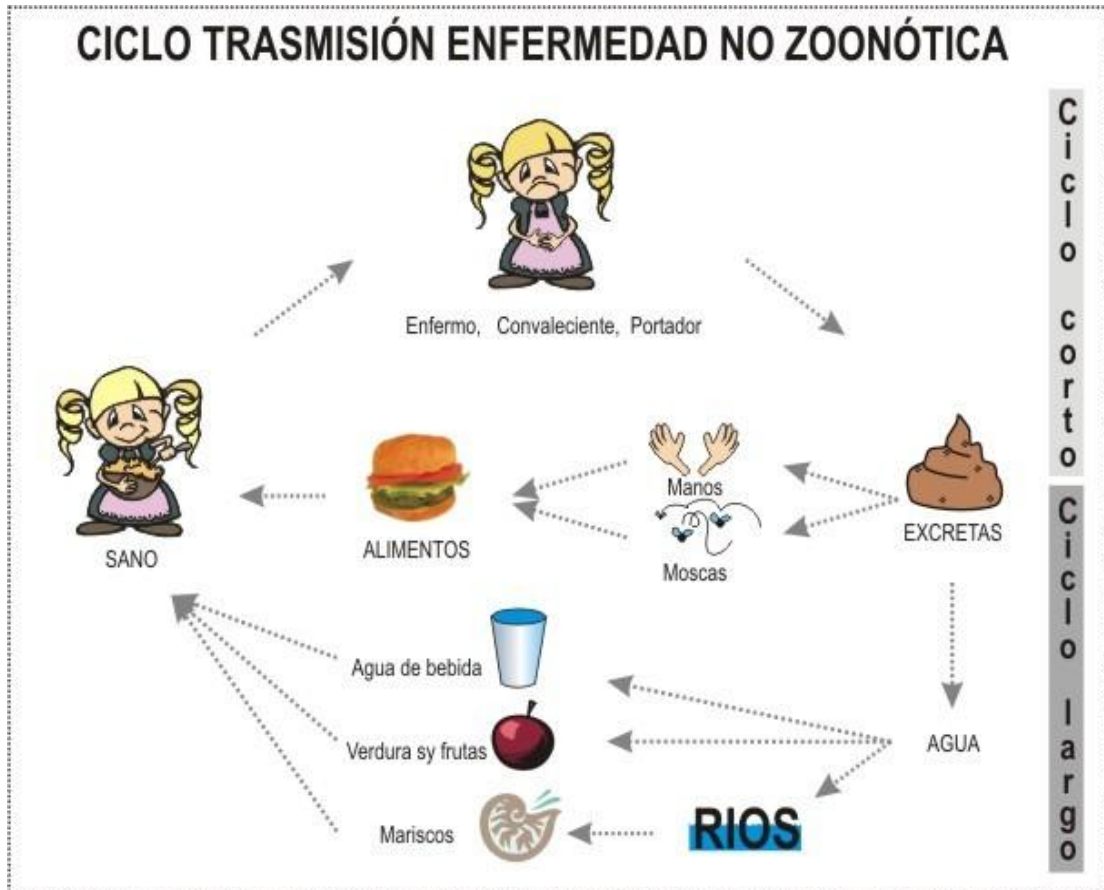 CICLO TRASMISIÓN ENFERMEDAD NO ZOONÓTICA
Ciclo corto
Enfermo, Convaleciente, Portador
SANO
ALIMENTOS
Manos
Moscas
EXCRETAS
Ciclo largo
Agua de bebida
Verdura sy frutas
AGUA
Mariscos
RIOS